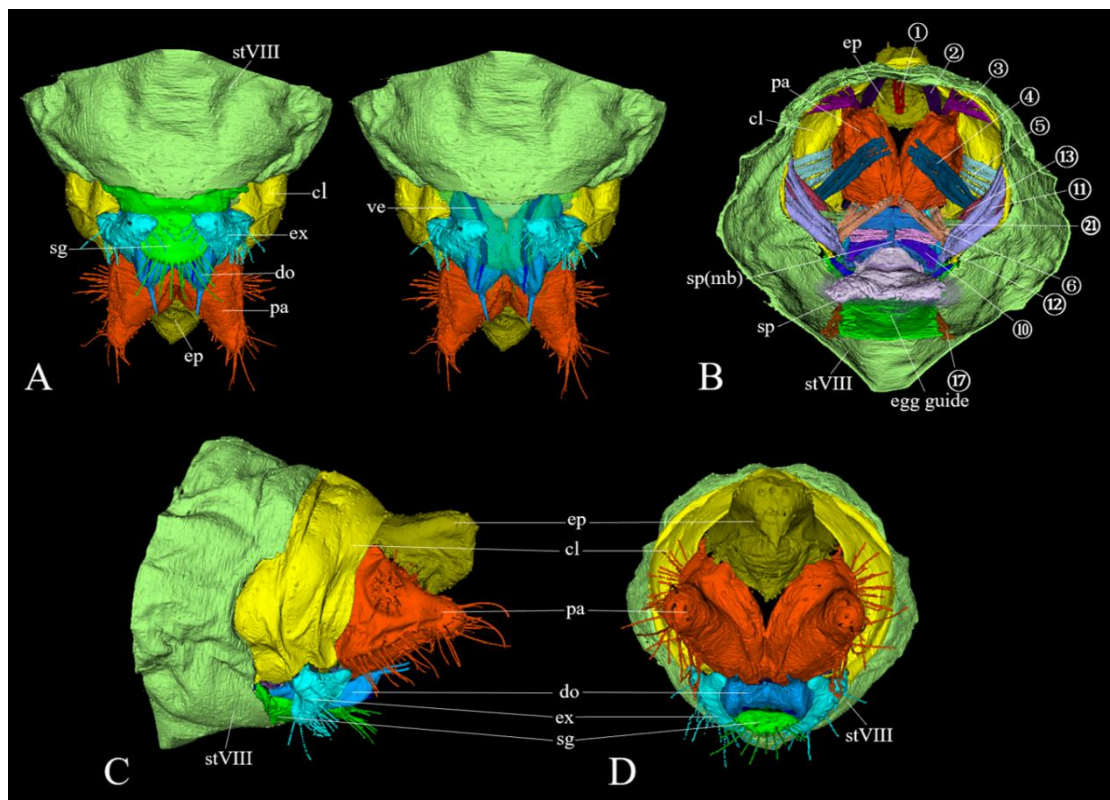 stVIII
cl
ve
ex
sg
do
pa
ep
A
ep
①
②
③
pa
④
cl
⑤
⑬
⑪
㉑
sp(mb)
⑥
⑫
sp
⑩
stVIII
⑰
egg guide
B
ep
cl
pa
do
ex
sg
stVIII
stVIII
C
D